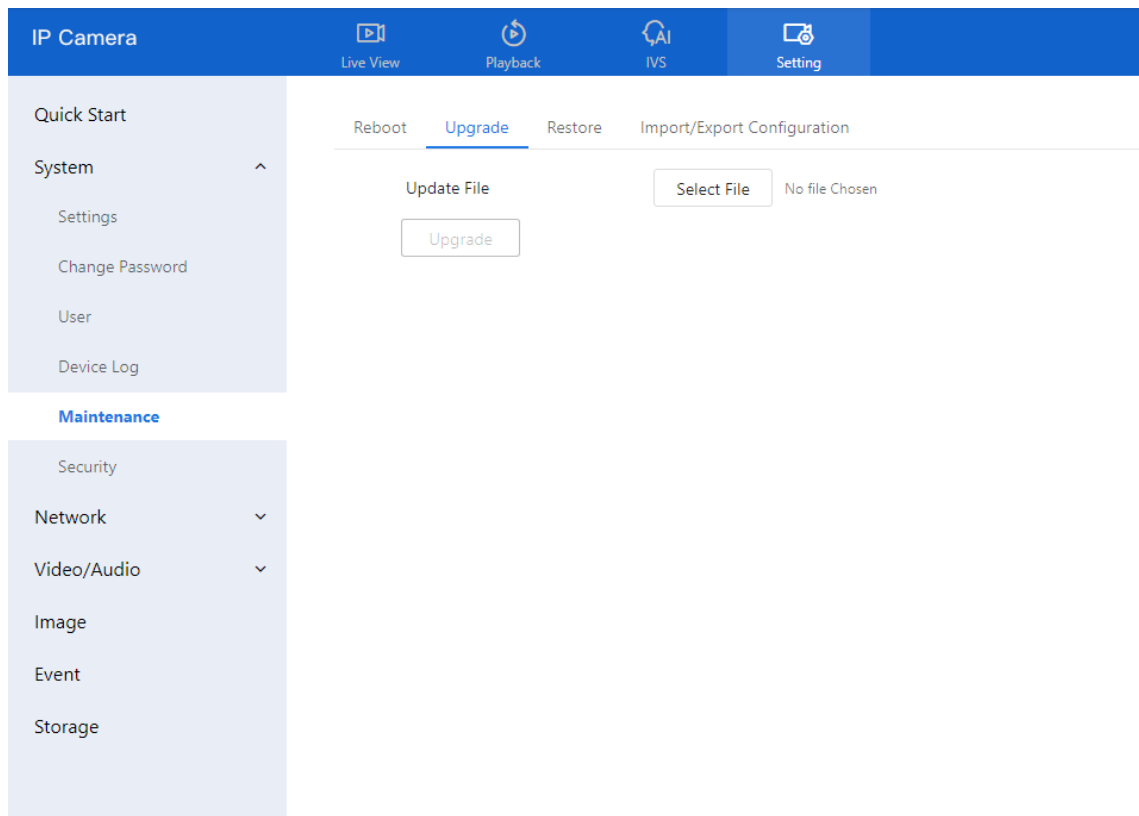 IP Camera
Live View
Playback
AI
IVS
Setting
Quick Start
System
Settings
Change Password
User
Device Log
Maintenance
Security
Network
Video/Audio
Image
Event
Storage
Reboot Upgrade Restore Import/Export Configuration
Update File Select File No file Chosen
Upgrade